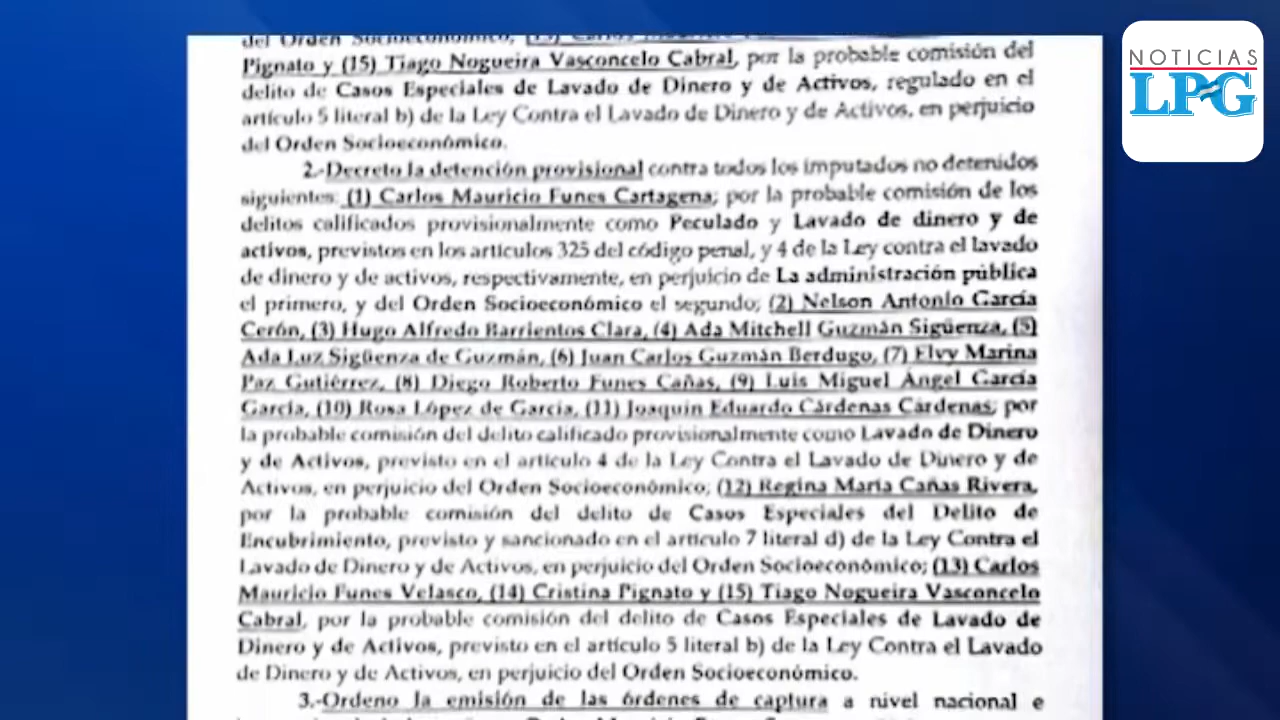 del Orden Socioeconómico, (13) Carlos Mauricio
Pignato y (15) Tiago Nogueira Vasconcelo Cabral, por la probable comisión del
delito de Casos Especiales de Lavado de Dinero y de Activos, regulado en el
artículo 5 literal b) de la Ley Contra el Lavado de Dinero y de Activos, en perjuicio
del Orden Socioeconómico.
2.-Decreto la detención provisional contra todos los imputados no detenidos
siguientes: (1) Carlos Mauricio Funes Cartagena; por la probable comisión de los
delitos calificados provisionalmente como Peculado y Lavado de dinero y de
activos, previstos en los artículos 325 del código penal, y 4 de la Ley contra el lavado
de dinero y de activos, respectivamente, en perjuicio de La administración pública
el primero, y del Orden Socioeconómico el segundo; (2) Nelson Antonio García
Cerón, (3) Hugo Alfredo Barrientos Clara, (4) Ada Mitchell Guzmán Sigüenza, (5)
Ada Luz Sigüenza de Guzmán, (6) Juan Carlos Guzmán Berdugo, (7) Elvy Marina
Paz Gutiérrez, (8) Diego Roberto Funes Cañas, (9) Luis Miguel Ángel García
García, (10) Rosa López de García, (11) Joaquín Eduardo Cárdenas Cárdenas; por
la probable comisión del delito calificado provisionalmente como Lavado de Dinero
y de Activos, previsto en el artículo 4 de la Ley Contra el Lavado de Dinero y de
Activos, en perjuicio del Orden Socioeconómico; (12) Regina María Cañas Rivera,
por la probable comisión del delito de Casos Especiales del Delito de
Encubrimiento, previsto y sancionado en el artículo 7 literal d) de la Ley Contra el
Lavado de Dinero y de Activos, en perjuicio del Orden Socioeconómico; (13) Carlos
Mauricio Funes Velasco, (14) Cristina Pignato y (15) Tiago Nogueira Vasconcelo
Cabral, por la probable comisión del delito de Casos Especiales de Lavado de
Dinero y de Activos, previsto en el artículo 5 literal b) de la Ley Contra el Lavado
de Dinero y de Activos, en perjuicio del Orden Socioeconómico.
3.-Ordeno la emisión de las órdenes de captura a nivel nacional e
NOTICIAS
LPG